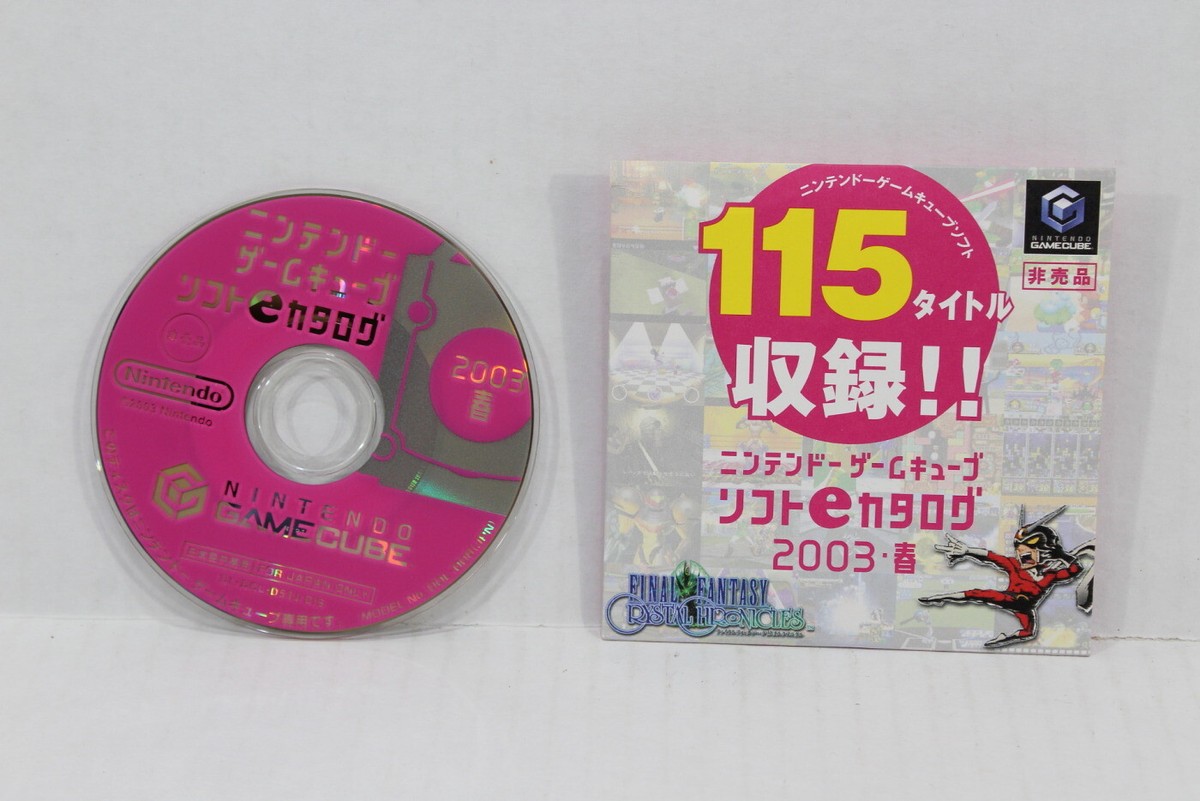 ニンテンドー
ゲームキューブ
ソフトeカタログ
2003
春
Nintendo
©2003 Nintendo
NINTENDO
GAMECUBE
FOR JAPAN ONLY
ニンテンドーゲームキューブソフト
115タイトル
収録!!
NINTENDO
GAMECUBE
非売品
ニンテンドーゲームキューブ
ソフトeカタログ
2003・春
FINAL FANTASY
CRYSTAL CHRONICLES